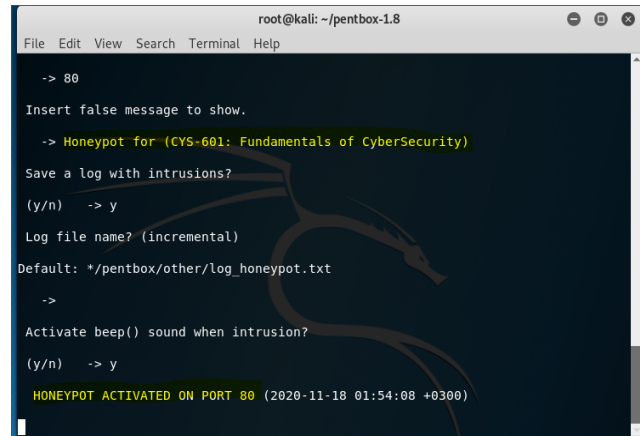 root@kali: ~/pentbox-1.8
File Edit View Search Terminal Help
-> 80
Insert false message to show.
-> Honeypot for (CYS-601: Fundamentals of CyberSecurity)
Save a log with intrusions?
(y/n) -> y
Log file name? (incremental)
Default: */pentbox/other/log_honeypot.txt
->
Activate beep() sound when intrusion?
(y/n) -> y
HONEYPOT ACTIVATED ON PORT 80 (2020-11-18 01:54:08 +0300)